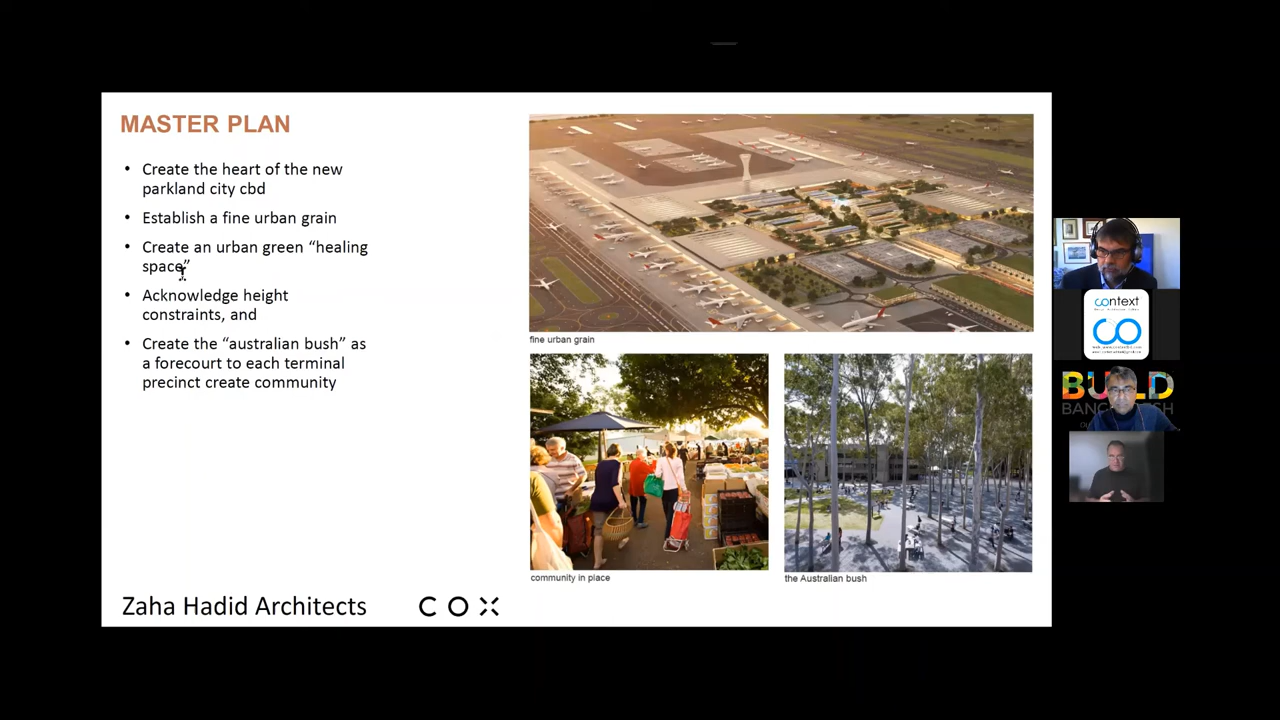 MASTER PLAN
• Create the heart of the new
parkland city cbd
• Establish a fine urban grain
• Create an urban green “healing
space”
• Acknowledge height
constraints, and
• Create the “australian bush” as
a forecourt to each terminal
precinct create community
fine urban grain
community in place
the Australian bush
Zaha Hadid Architects
COX
context
CO
BUILD